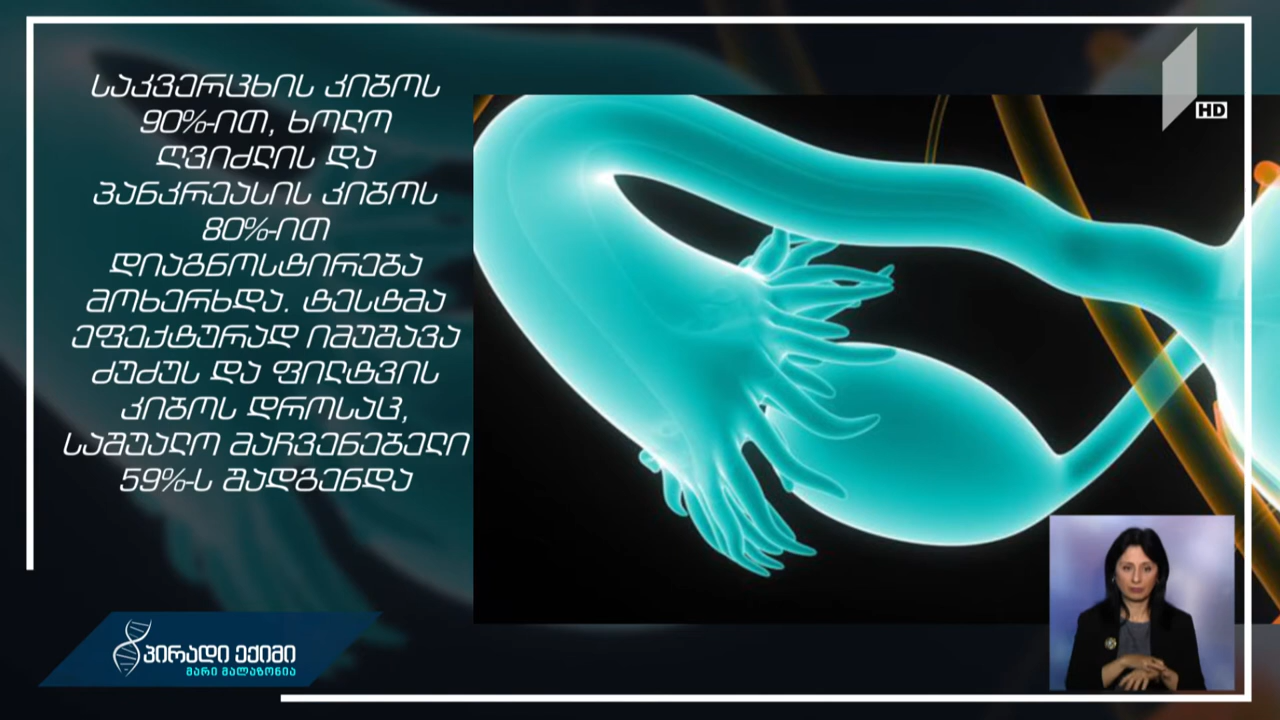 საკვერცხის კიბოს
90%-ით, ხოლო
ღვიძლის და
პანკრეასის კიბოს
80%-ით
დიაგნოსტირება
მოხერხდა. ტესტმა
ეფექტურად იმუშავა
ძუძუს და ფილტვის
კიბოს დროსაც,
საშუალო მაჩვენებელი
59%-ს შადგენდა
HD
პირადი ექიმი
მარი მალაზონია